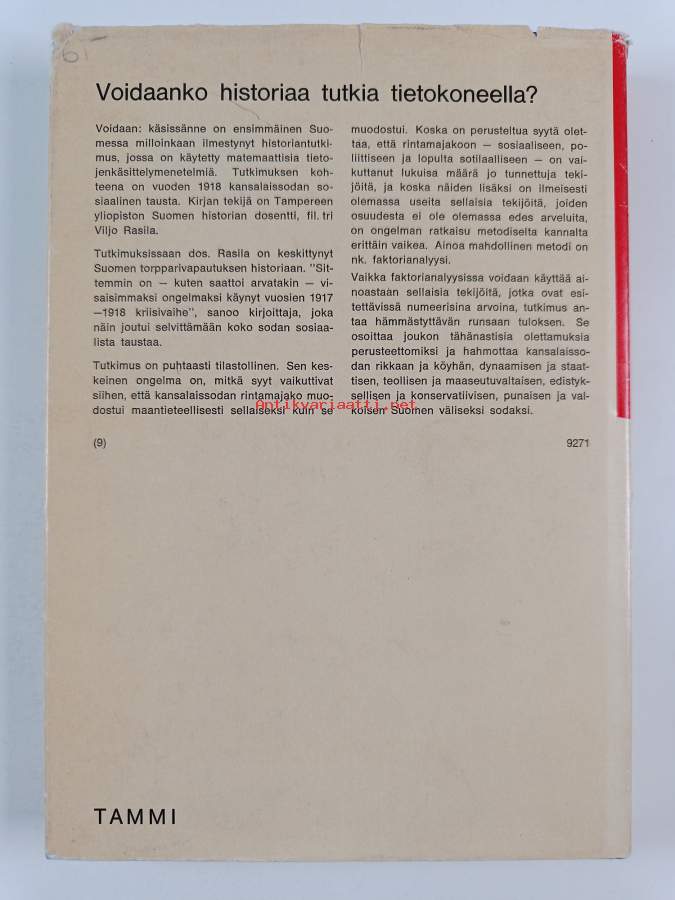 61-
Voidaanko historiaa tutkia tietokoneella?
Voidaan: käsissänne on ensimmäinen Suo-
messa milloinkaan ilmestynyt historiantutki-
mus, jossa on käytetty matemaattisia tieto-
jenkäsittelymenetelmiä. Tutkimuksen koh-
teena on vuoden 1918 kansalaissodan so-
siaalinen tausta. Kirjan tekijä on Tampereen
yliopiston Suomen historian dosentti, fil. tri
Viljo Rasila.
Tutkimuksissaan dos. Rasila on keskittynyt
Suomen torpparivapautuksen historiaan. "Sit-
temmin on — kuten saattoi arvatakin — vi-
saisimmaksi ongelmaksi käynyt vuosien 1917
—1918 kriisivaihe", sanoo kirjoittaja, joka
näin joutui selvittämään koko sodan sosiaa-
lista taustaa.
Tutkimus on puhtaasti tilastollinen. Sen kes-
keinen ongelma on, mitkä syyt vaikuttivat
siihen, että kansalaissodan rintamajako muo-
dostui maantieteellisesti sellaiseksi kuin se
muodostui. Koska on perusteltua syytä olet-
taa, että rintamajakoon — sosiaaliseen, po-
liittiseen ja lopulta sotilaalliseen — on vai-
kuttanut lukuisa määrä jo tunnettuja teki-
jöitä, ja koska näiden lisäksi on ilmeisesti
olemassa useita sellaisia tekijöitä, joiden
osuudesta ei ole olemassa edes arveluita,
on ongelman ratkaisu metodiselta kannalta
erittäin vaikea. Ainoa mahdollinen metodi on
nk. faktorianalyysi.
Vaikka faktorianalyysissa voidaan käyttää ai-
noastaan sellaisia tekijöitä, jotka ovat esi-
tettävissä numeerisina arvoina, tutkimus an-
taa hämmästyttävän runsaan tuloksen. Se
osoittaa joukon tähänastisia olettamuksia
perusteettomiksi ja hahmottaa kansalaisso-
dan rikkaan ja köyhän, dynaamisen ja staat-
tisen, teollisen ja maaseutuvaltaisen, edistyk-
sellisen ja konservatiivisen, punaisen ja val-
koisen Suomen väliseksi sodaksi.
Antikvariaatti.net
(9)
9271
TAMMI